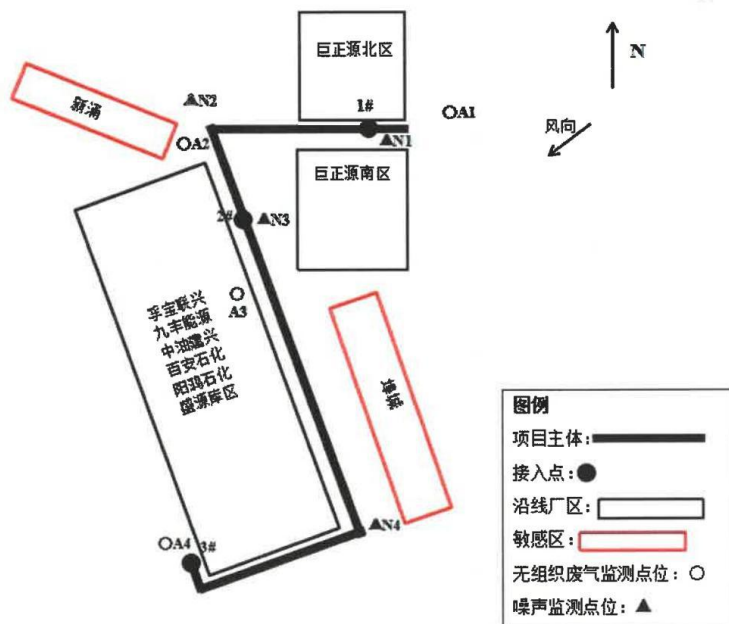 巨正源北区
N
1#
A1
风向
N1
N2
颍涌
A2
巨正源南区
2#
N3
A3
孚宝联兴
九丰能源
中油[?]兴
百安石化
阳鸿石化
盛源库区
N4
A4
3#
图例
项目主体：
接入点：
沿线厂区：
敏感区：
无组织废气监测点位：
噪声监测点位：